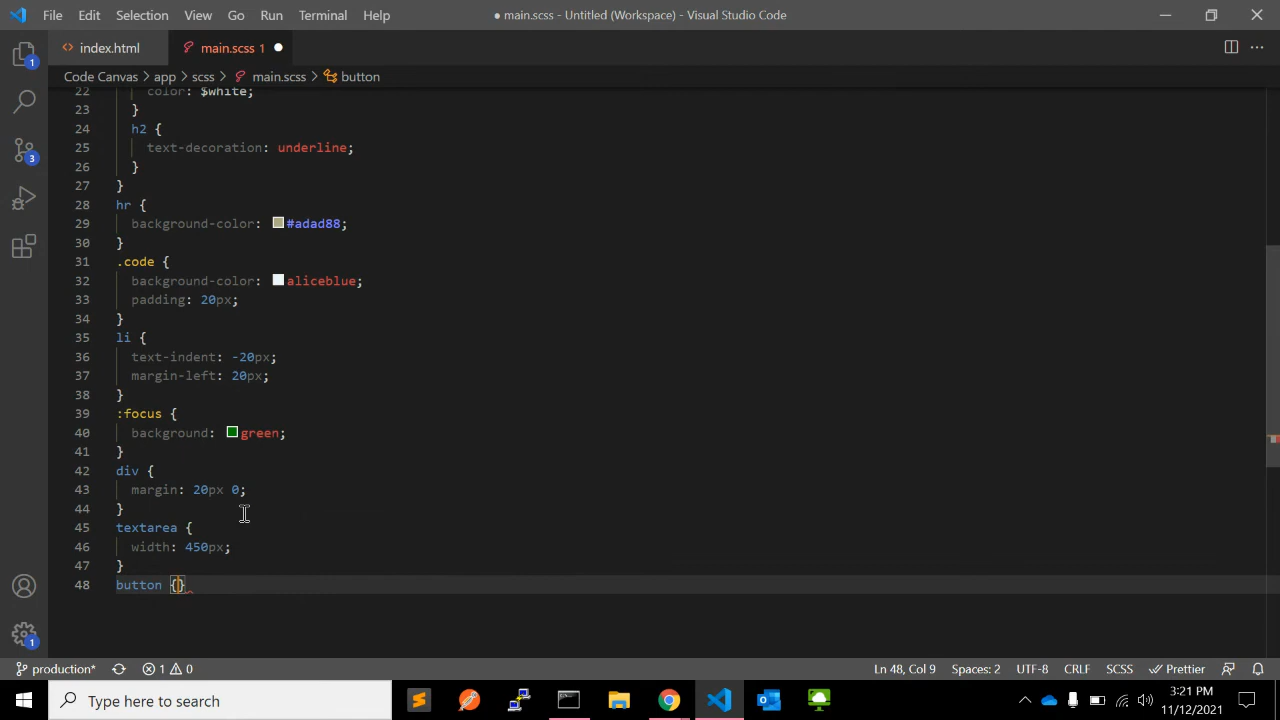 File Edit Selection View Go Run Terminal Help
● main.scss - Untitled (Workspace) - Visual Studio Code
<> index.html
main.scss 1 ●
Code Canvas > app > scss > main.scss > button
22 color: $white;
23 }
24 h2 {
25 text-decoration: underline;
26 }
27 }
28 hr {
29 background-color: #adad88;
30 }
31 .code {
32 background-color: aliceblue;
33 padding: 20px;
34 }
35 li {
36 text-indent: -20px;
37 margin-left: 20px;
38 }
39 :focus {
40 background: green;
41 }
42 div {
43 margin: 20px 0;
44 }
45 textarea {
46 width: 450px;
47 }
48 button {}
1
3
1
production* 1 0 Ln 48, Col 9 Spaces: 2 UTF-8 CRLF SCSS Prettier
Type here to search
3:21 PM
11/12/2021